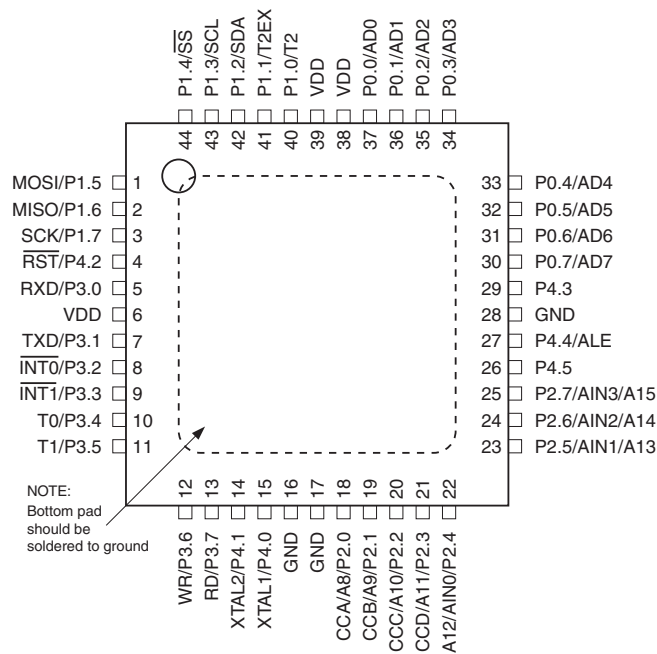 P1.4/S̅S̅
P1.3/SCL
P1.2/SDA
P1.1/T2EX
P1.0/T2
VDD
VDD
P0.0/AD0
P0.1/AD1
P0.2/AD2
P0.3/AD3
44
43
42
41
40
39
38
37
36
35
34
MOSI/P1.5 1
MISO/P1.6 2
SCK/P1.7 3
R̅S̅T̅/P4.2 4
RXD/P3.0 5
VDD 6
TXD/P3.1 7
I̅N̅T̅0̅/P3.2 8
I̅N̅T̅1̅/P3.3 9
T0/P3.4 10
T1/P3.5 11
33 P0.4/AD4
32 P0.5/AD5
31 P0.6/AD6
30 P0.7/AD7
29 P4.3
28 GND
27 P4.4/ALE
26 P4.5
25 P2.7/AIN3/A15
24 P2.6/AIN2/A14
23 P2.5/AIN1/A13
NOTE:
Bottom pad
should be
soldered to ground
12
13
14
15
16
17
18
19
20
21
22
WR/P3.6
RD/P3.7
XTAL2/P4.1
XTAL1/P4.0
GND
GND
CCA/A8/P2.0
CCB/A9/P2.1
CCC/A10/P2.2
CCD/A11/P2.3
A12/AIN0/P2.4